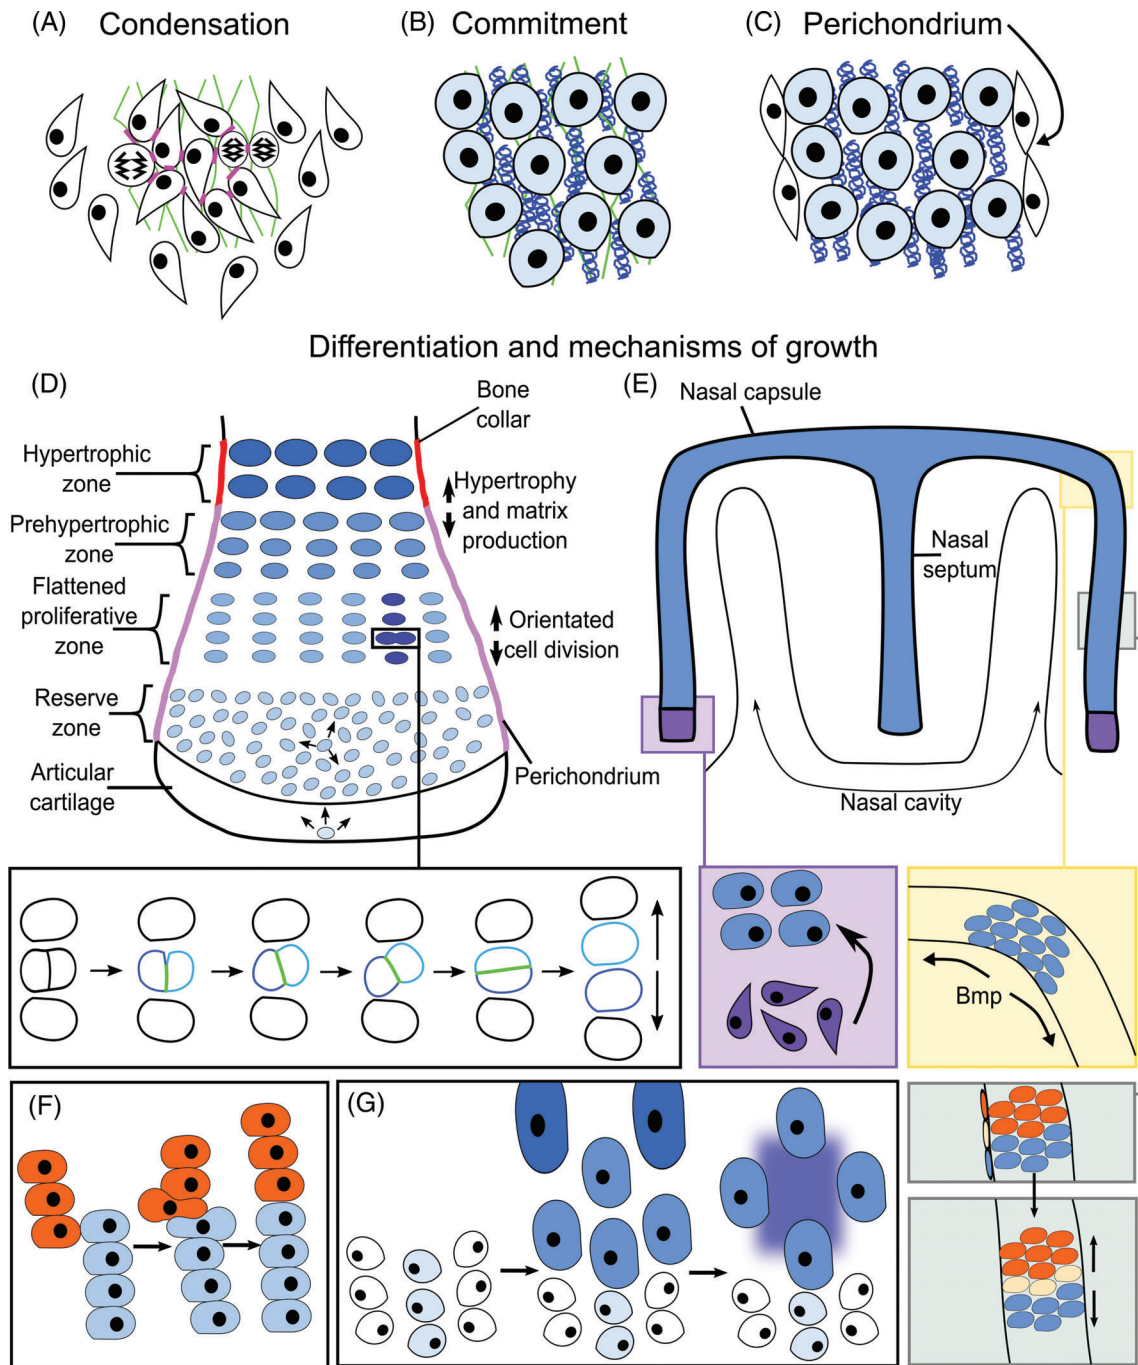 (A) Condensation
(B) Commitment
(C) Perichondrium
Differentiation and mechanisms of growth
(D)
Bone
collar
Hypertrophic
zone
Prehypertrophic
zone
Flattened
proliferative
zone
Reserve
zone
Articular
cartilage
Hypertrophy
and matrix
production
Orientated
cell division
Perichondrium
(E)
Nasal capsule
Nasal
septum
Nasal cavity
Bmp
(F)
(G)